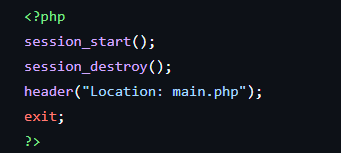 <?php
session_start();
session_destroy();
header("Location: main.php");
exit;
?>